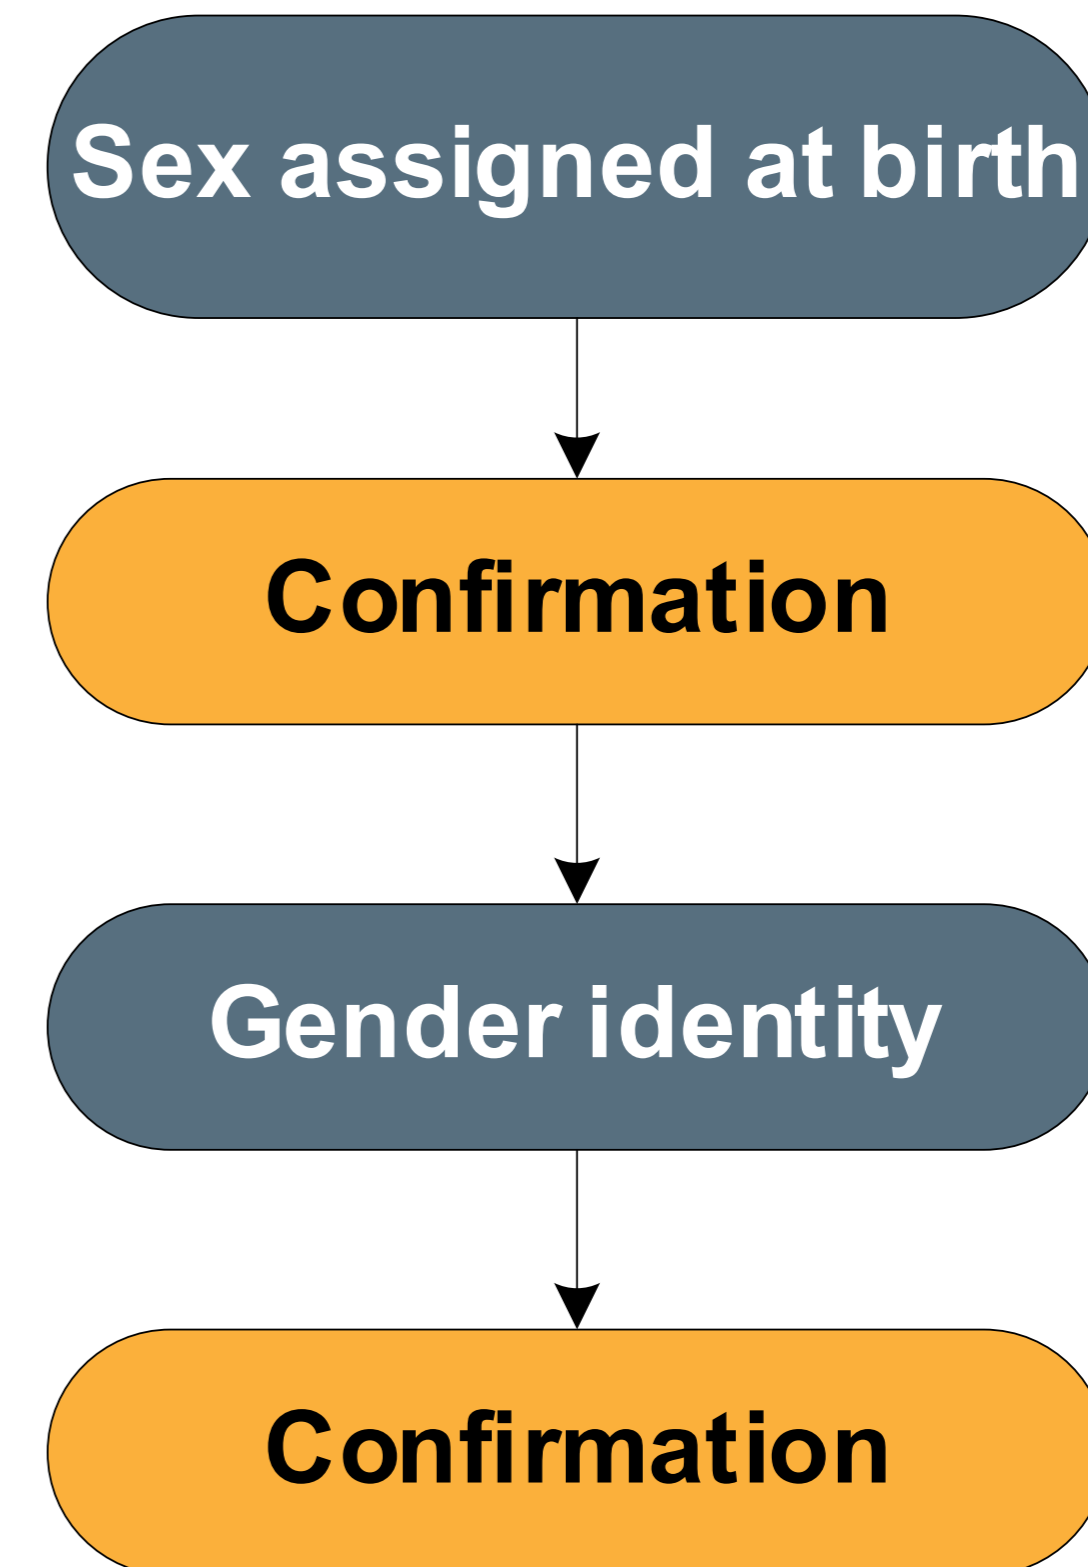 Sex assigned at birth
Confirmation
Gender identity
Confirmation